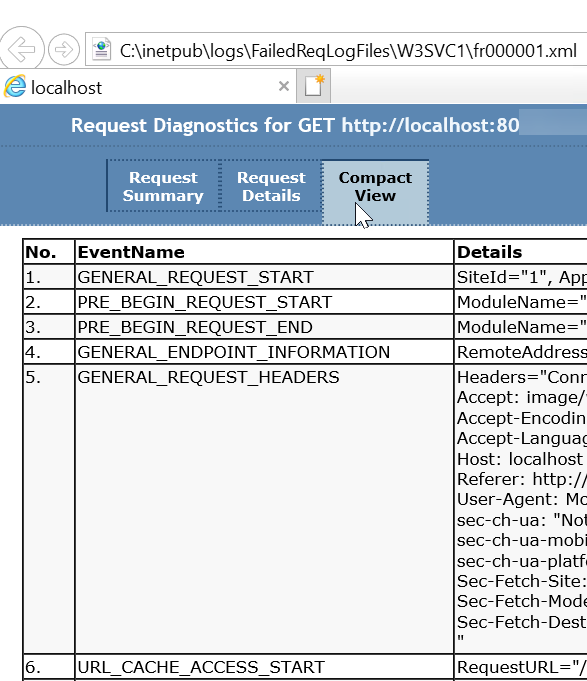 C:\inetpub\logs\FailedReqLogFiles\W3SVC1\fr000001.xml
localhost
Request Diagnostics for GET http://localhost:80
Request Summary
Request Details
Compact View
No. EventName Details
1. GENERAL_REQUEST_START SiteId="1", App
2. PRE_BEGIN_REQUEST_START ModuleName="
3. PRE_BEGIN_REQUEST_END ModuleName="
4. GENERAL_ENDPOINT_INFORMATION RemoteAddress
5. GENERAL_REQUEST_HEADERS Headers="Conn
Accept: image/
Accept-Encodin
Accept-Languag
Host: localhost
Referer: http://
User-Agent: Mo
sec-ch-ua: "Not
sec-ch-ua-mobi
sec-ch-ua-platf
Sec-Fetch-Site:
Sec-Fetch-Mode
Sec-Fetch-Dest
"
6. URL_CACHE_ACCESS_START RequestURL="/